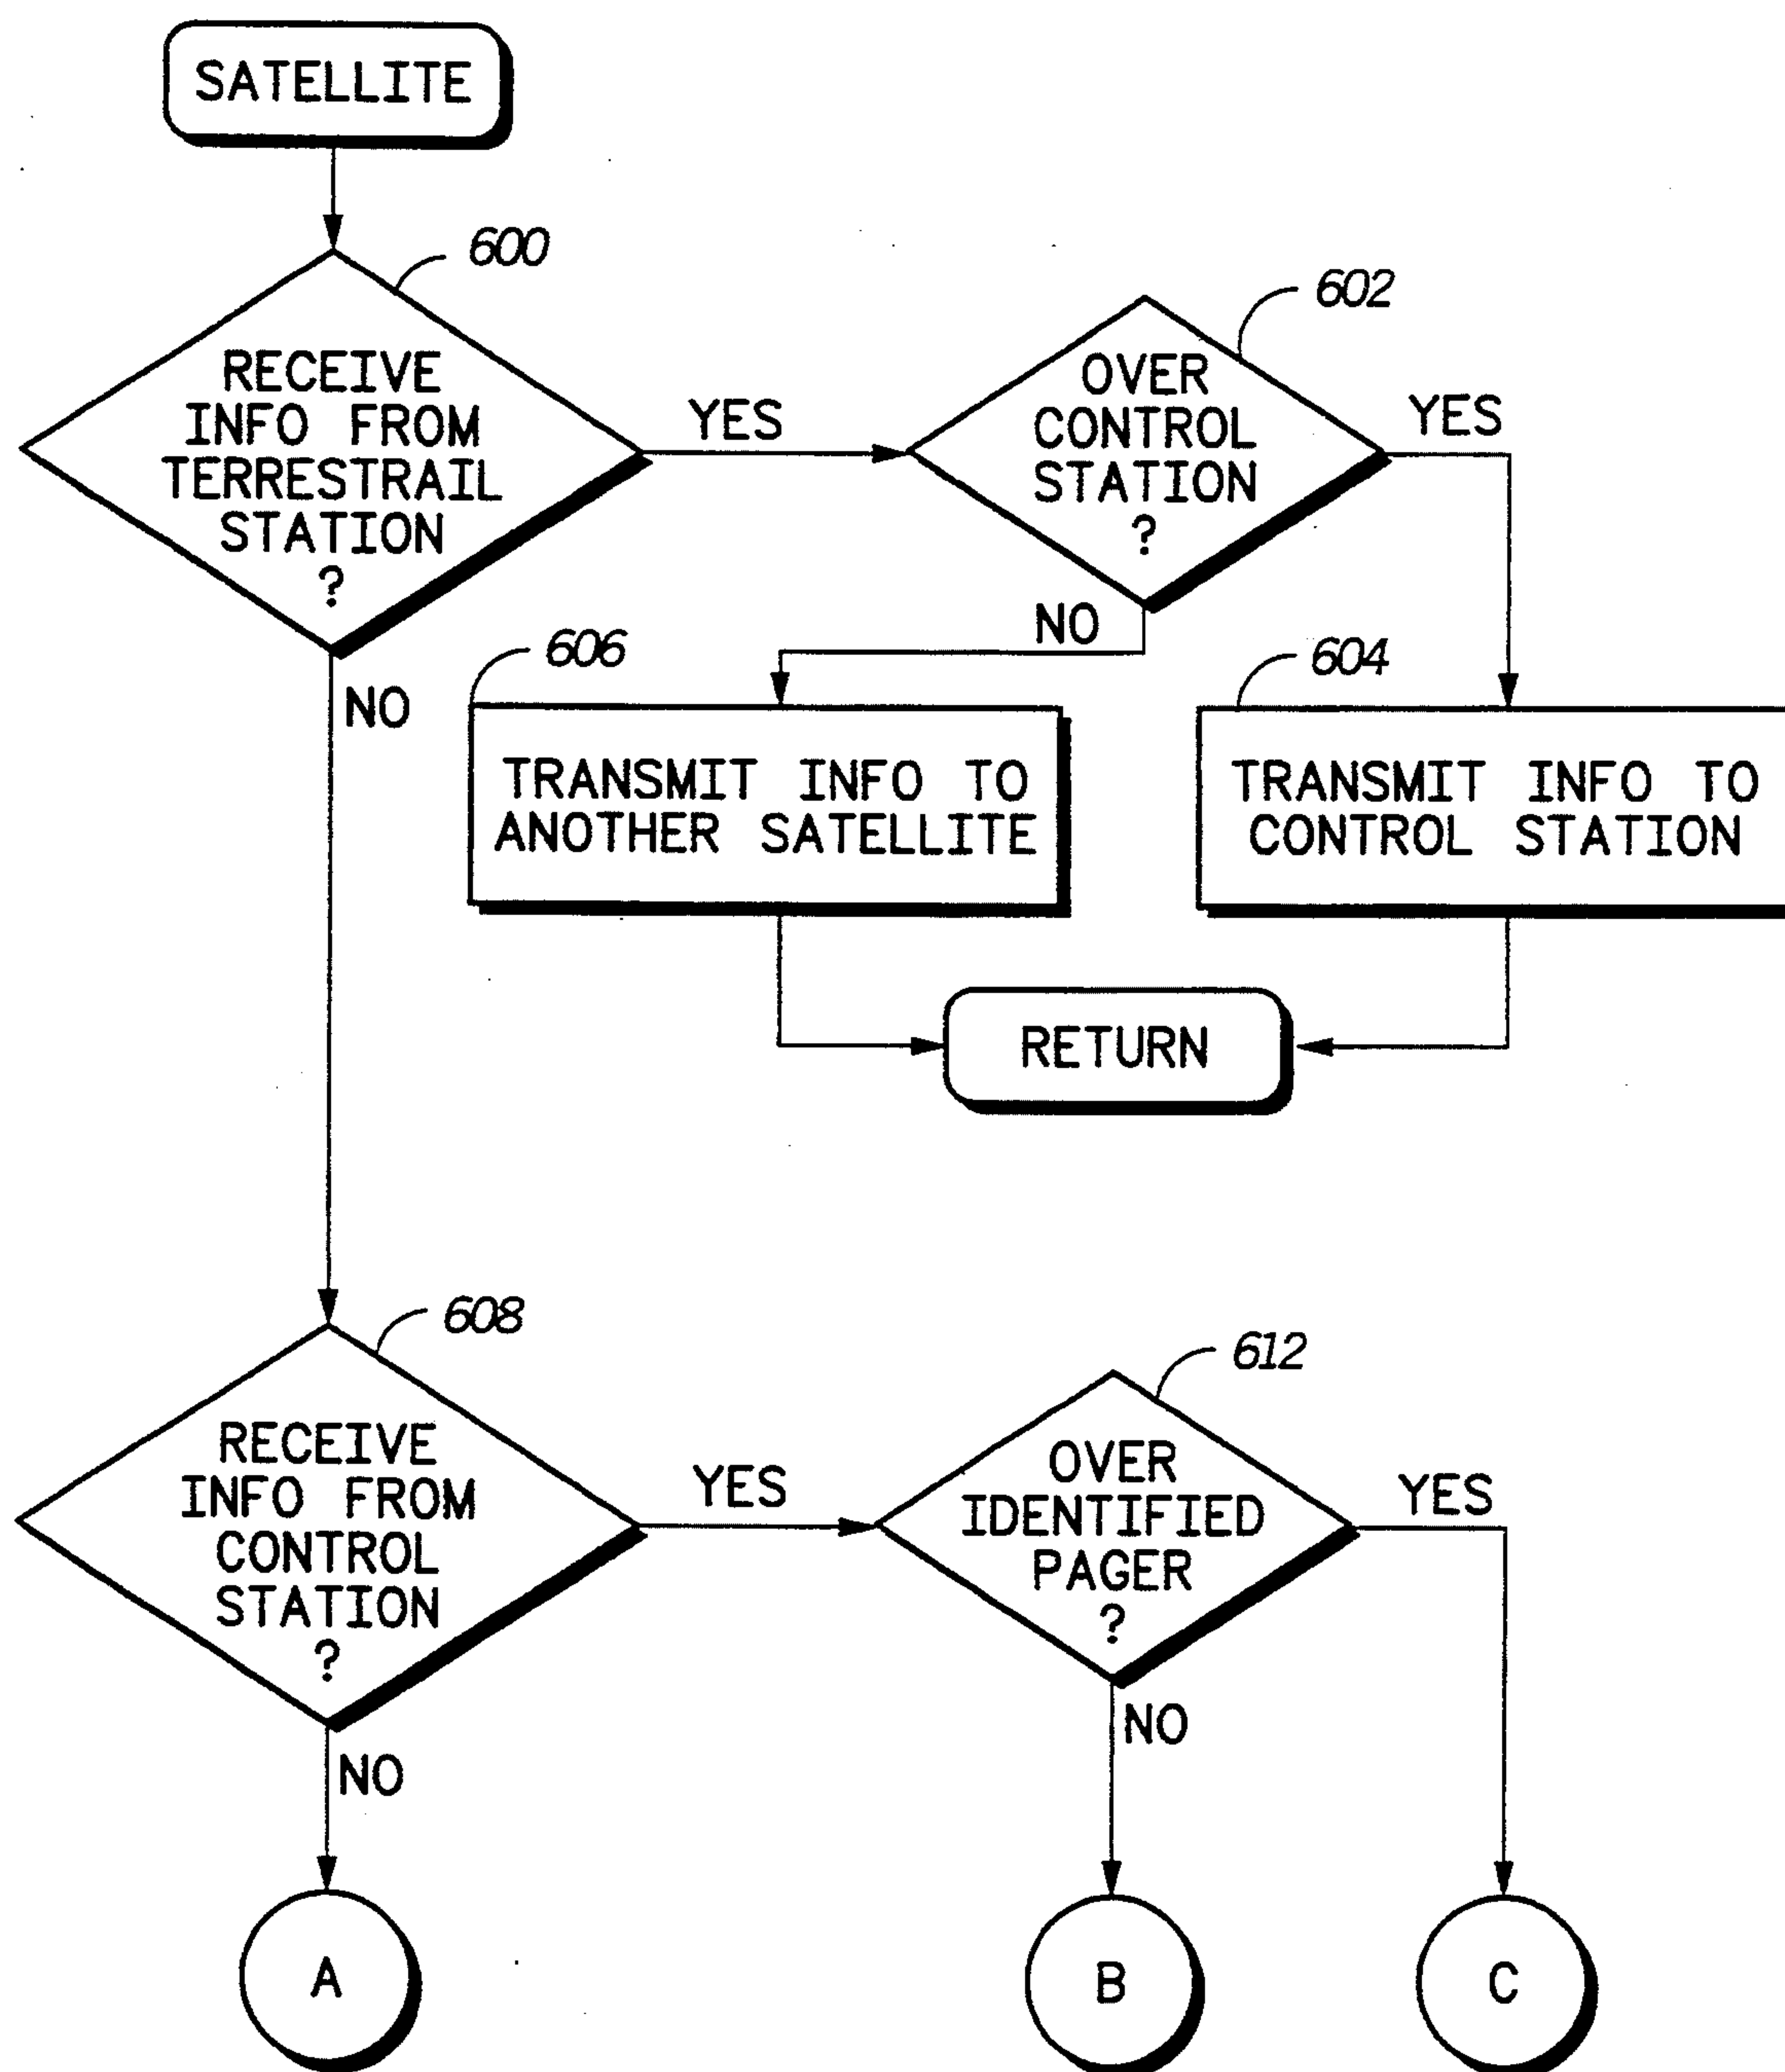 SATELLITE
600
RECEIVE
INFO FROM
TERRESTRAIL
STATION
?
YES
NO
602
OVER
CONTROL
STATION
?
YES
NO
606
TRANSMIT INFO TO
ANOTHER SATELLITE
604
TRANSMIT INFO TO
CONTROL STATION
RETURN
608
RECEIVE
INFO FROM
CONTROL
STATION
?
YES
NO
612
OVER
IDENTIFIED
PAGER
?
YES
NO
A
B
C